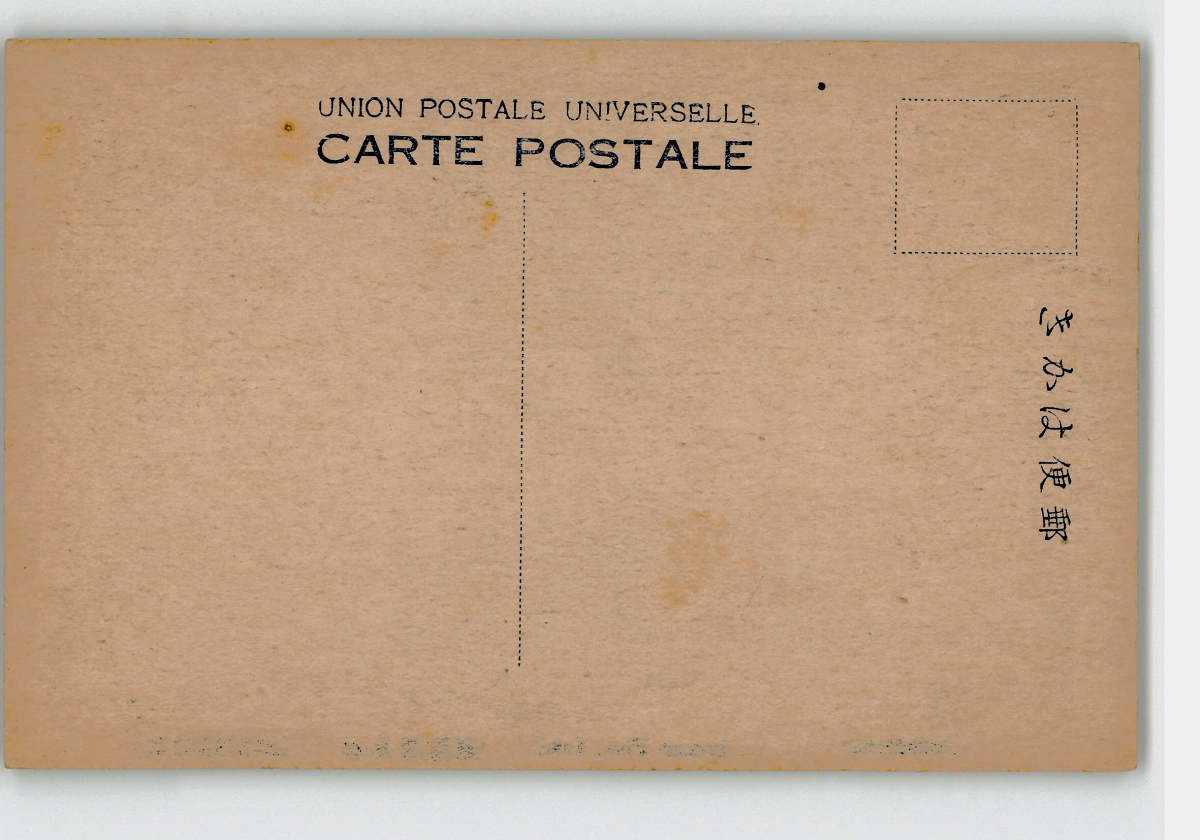 UNION POSTALE UNIVERSELLE.
CARTE POSTALE
きかは便郵